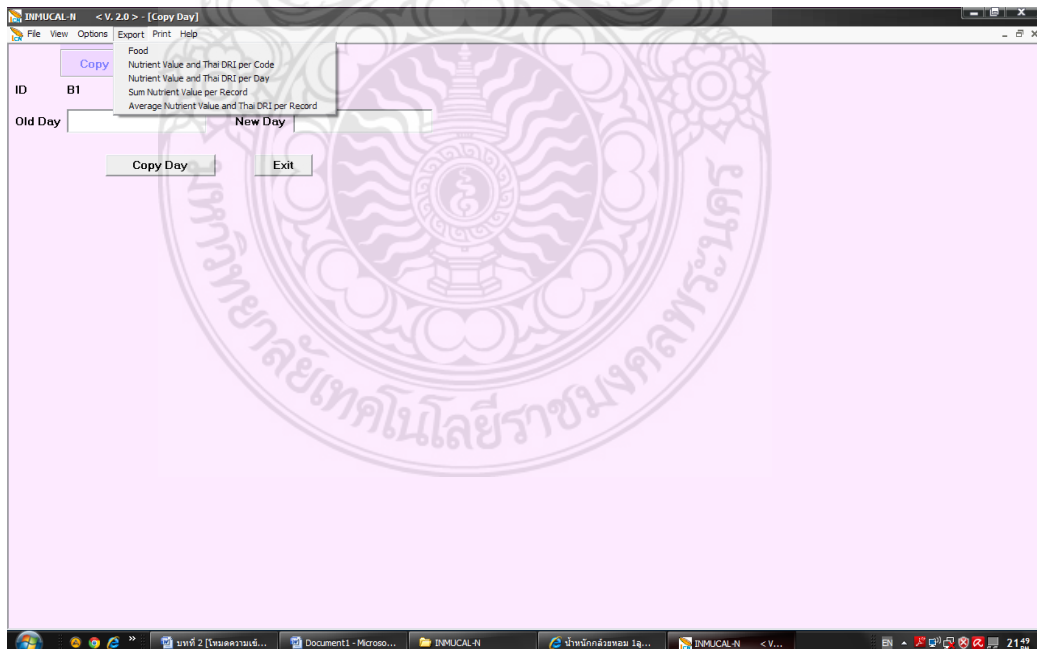 INMUCAL-N < V. 2.0 > - [Copy Day]
File View Options Export Print Help
Food
Nutrient Value and Thai DRI per Code
Nutrient Value and Thai DRI per Day
Sum Nutrient Value per Record
Average Nutrient Value and Thai DRI per Record
Copy
ID B1
Old Day New Day
Copy Day Exit
มหาวิทยาลัยเทคโนโลยีราชมงคลพระนคร
บทที่ 2 [โหมดความเข้... Document1 - Microso... INMUCAL-N น้ำหนักกล้วยหอม 1ลู... INMUCAL-N < V... EN 21:49